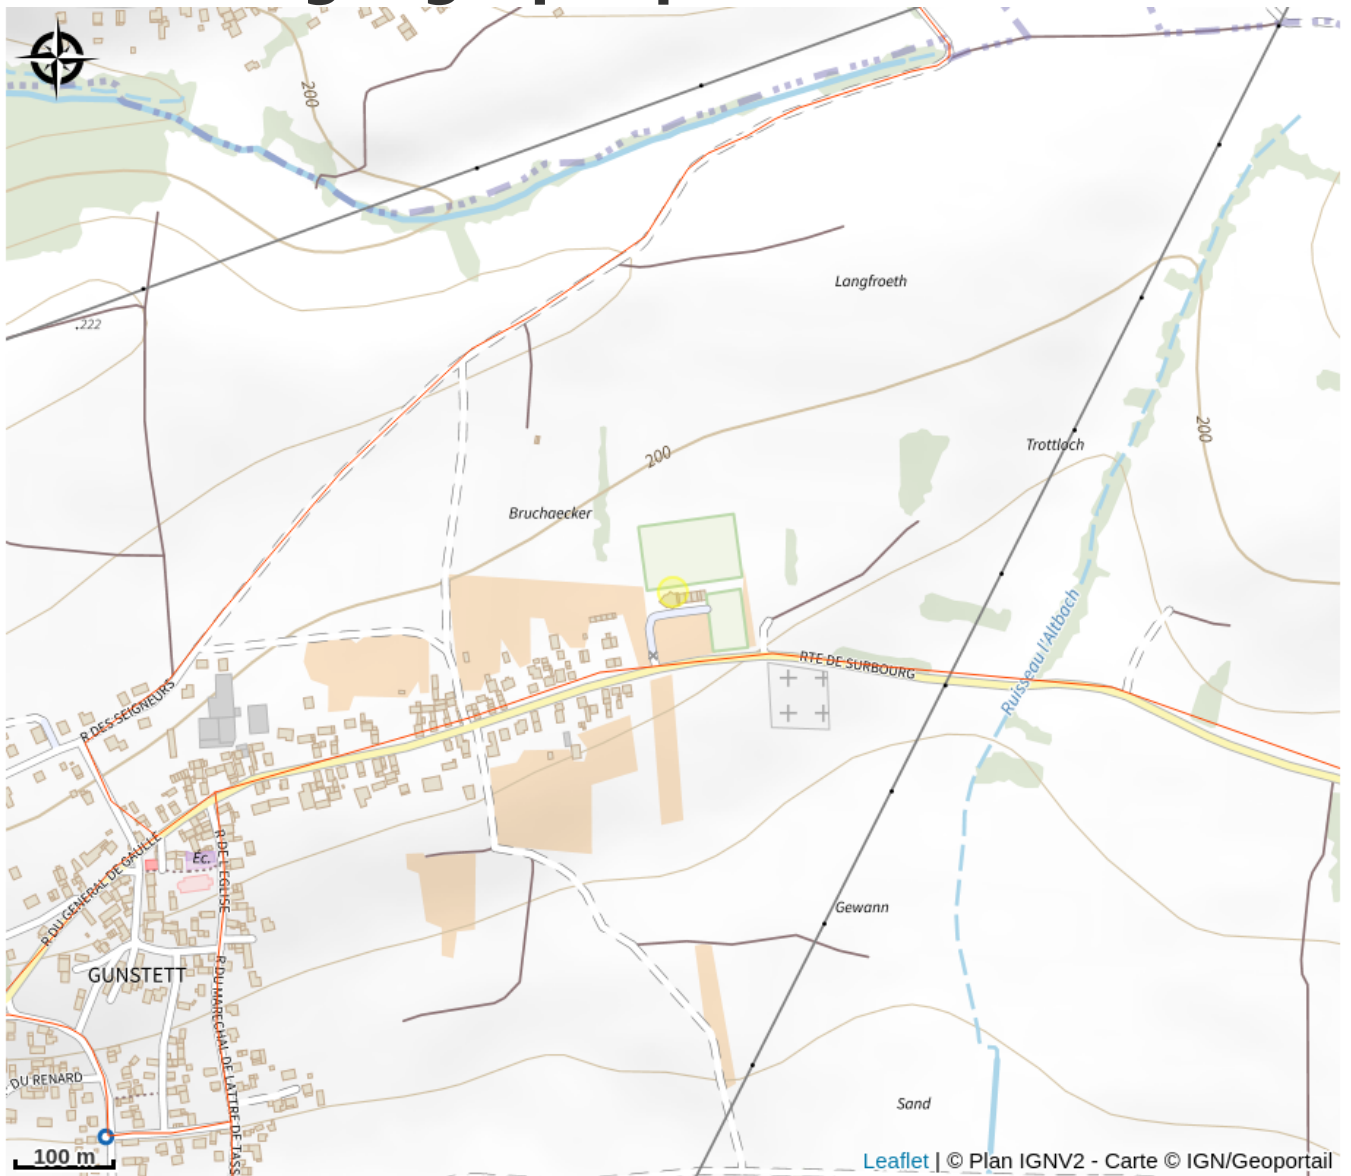 200
.222
Langfroeth
Trottloch
200
200
Bruchaecker
Ruisseau l'Altbach
RTE DE SURBOURG
R DES SEIGNEURS
R DU GENERAL DE GAULLE
Éc.
R DE L'EGLISE
GUNSTETT
R DU MARECHAL DE LATTRE DE TASS
Gewann
DU RENARD
Sand
100 m
Leaflet | © Plan IGNV2 - Carte © IGN/Geoportail